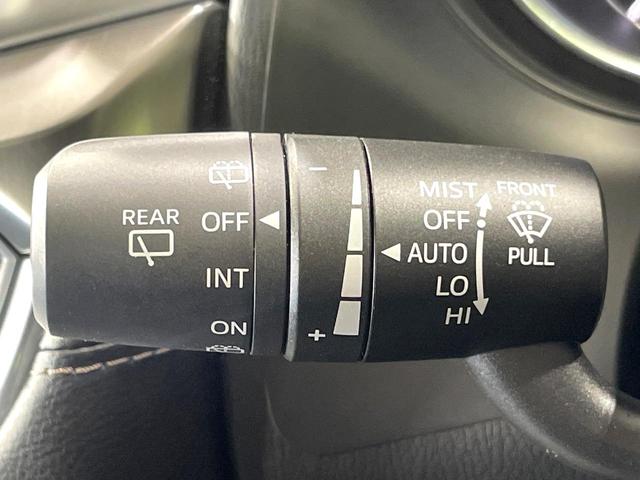 REAR
OFF
INT
ON
−
+
MIST
OFF
AUTO
LO
HI
FRONT
PULL